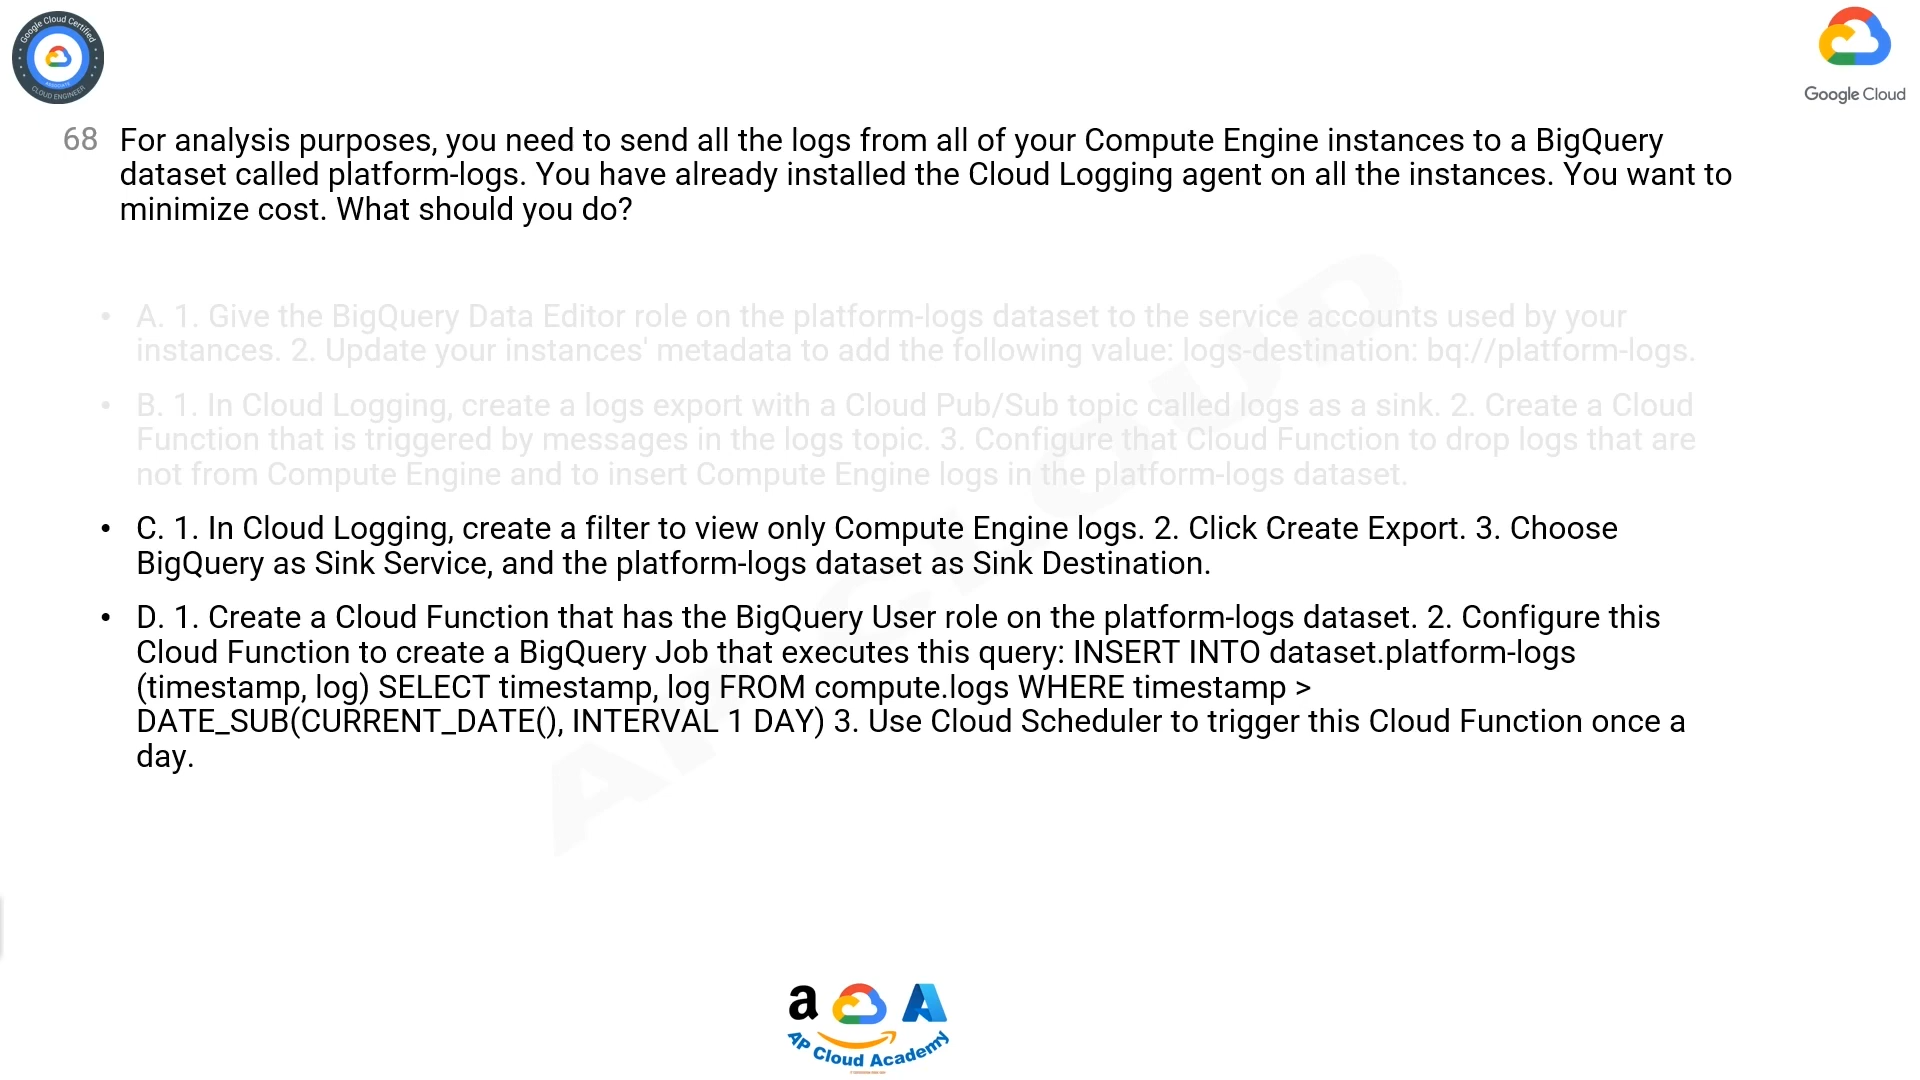 Google Cloud Certified
ASSOCIATE
CLOUD ENGINEER
Google Cloud
68 For analysis purposes, you need to send all the logs from all of your Compute Engine instances to a BigQuery
dataset called platform-logs. You have already installed the Cloud Logging agent on all the instances. You want to
minimize cost. What should you do?
• A. 1. Give the BigQuery Data Editor role on the platform-logs dataset to the service accounts used by your
instances. 2. Update your instances' metadata to add the following value: logs-destination: bq://platform-logs.
• B. 1. In Cloud Logging, create a logs export with a Cloud Pub/Sub topic called logs as a sink. 2. Create a Cloud
Function that is triggered by messages in the logs topic. 3. Configure that Cloud Function to drop logs that are
not from Compute Engine and to insert Compute Engine logs in the platform-logs dataset.
• C. 1. In Cloud Logging, create a filter to view only Compute Engine logs. 2. Click Create Export. 3. Choose
BigQuery as Sink Service, and the platform-logs dataset as Sink Destination.
• D. 1. Create a Cloud Function that has the BigQuery User role on the platform-logs dataset. 2. Configure this
Cloud Function to create a BigQuery Job that executes this query: INSERT INTO dataset.platform-logs
(timestamp, log) SELECT timestamp, log FROM compute.logs WHERE timestamp >
DATE_SUB(CURRENT_DATE(), INTERVAL 1 DAY) 3. Use Cloud Scheduler to trigger this Cloud Function once a
day.
AP CLOUD
a
AP Cloud Academy